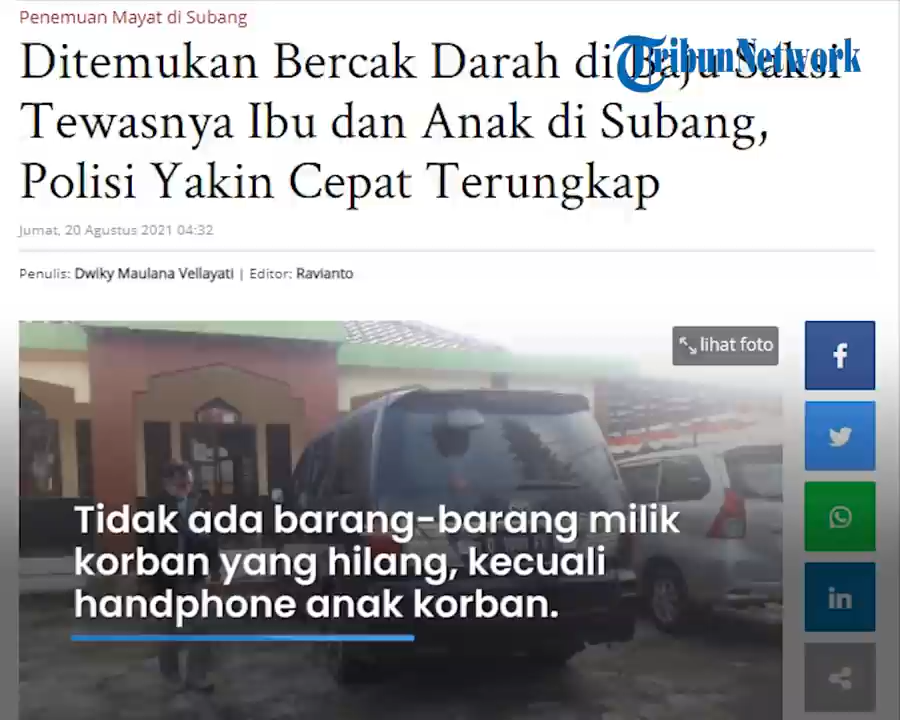 Penemuan Mayat di Subang
TribunNetwork
Ditemukan Bercak Darah di Baju Saksi
Tewasnya Ibu dan Anak di Subang,
Polisi Yakin Cepat Terungkap
Jumat, 20 Agustus 2021 04:32
Penulis: Dwiky Maulana Vellayati | Editor: Ravianto
lihat foto
Tidak ada barang-barang milik
korban yang hilang, kecuali
handphone anak korban.